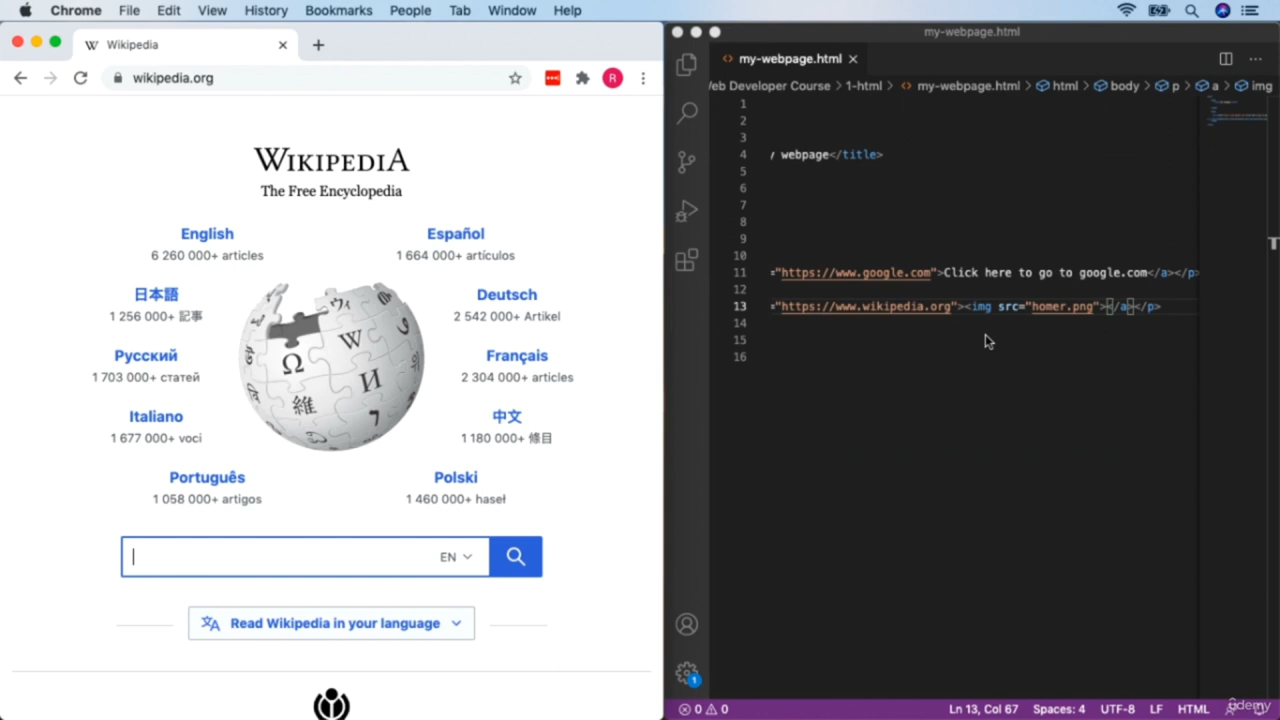 Chrome File Edit View History Bookmarks People Tab Window Help
Wikipedia
wikipedia.org
R
WIKIPEDIA
The Free Encyclopedia
English
6 260 000+ articles
Español
1 664 000+ artículos
日本語
1 256 000+ 記事
Deutsch
2 542 000+ Artikel
Русский
1 703 000+ статей
Français
2 304 000+ articles
Italiano
1 677 000+ voci
中文
1 180 000+ 條目
Português
1 058 000+ artigos
Polski
1 460 000+ haseł
EN
Read Wikipedia in your language
my-webpage.html
my-webpage.html
Web Developer Course > 1-html > my-webpage.html > html > body > p > a > img
1
2
3
4 webpage</title>
5
6
7
8
9
10
11 ="https://www.google.com">Click here to go to google.com</a></p>
12
13 ="https://www.wikipedia.org"><img src="homer.png"></a></p>
14
15
16
1
0 0 Ln 13, Col 67 Spaces: 4 UTF-8 LF HTML
ûdemy